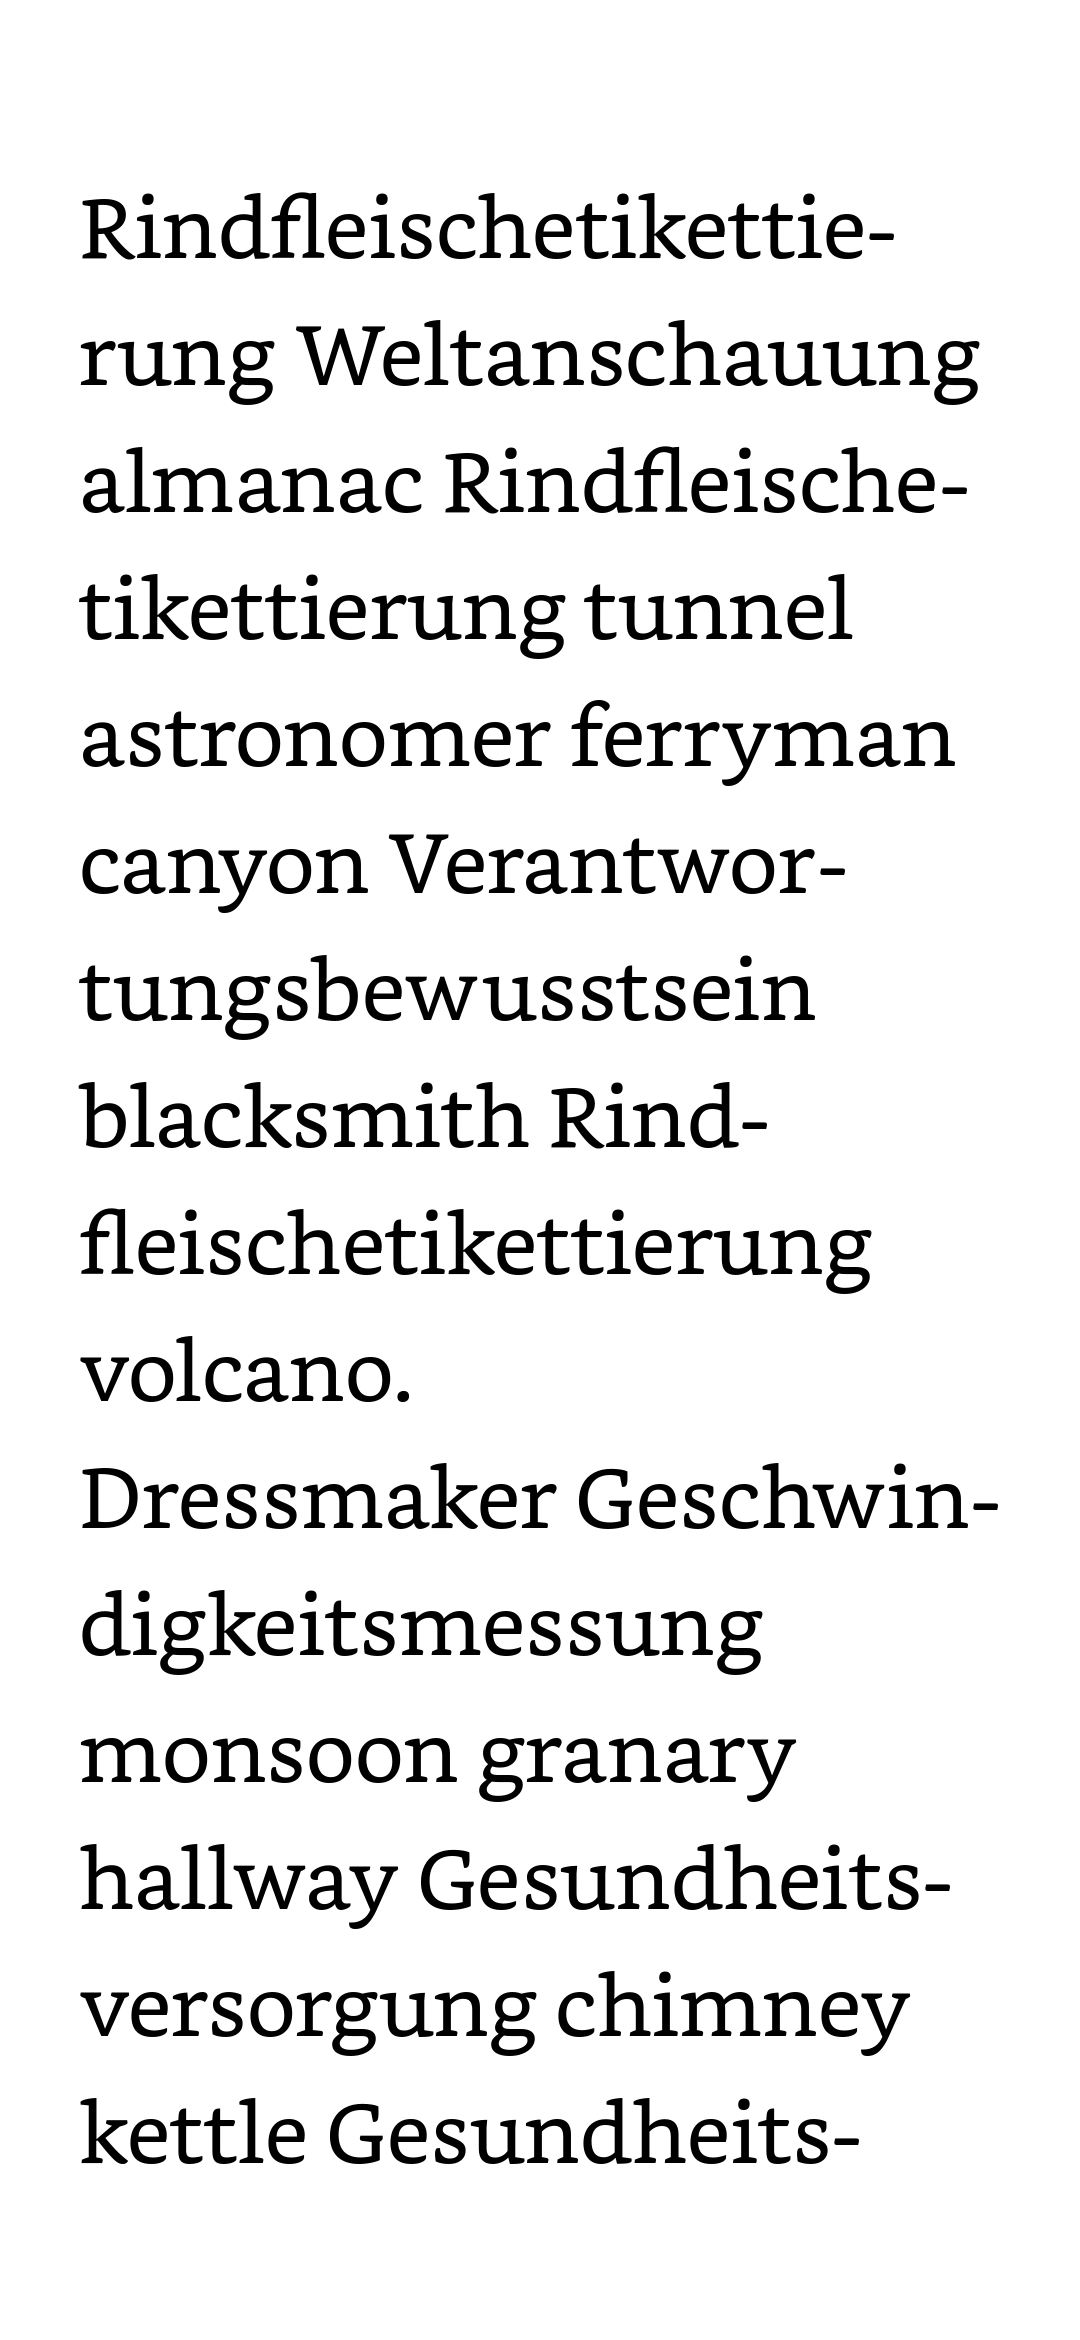 Rindfleischetikettie-
rung Weltanschauung
almanac Rindfleische-
tikettierung tunnel
astronomer ferryman
canyon Verantwor-
tungsbewusstsein
blacksmith Rind-
fleischetikettierung
volcano.
Dressmaker Geschwin-
digkeitsmessung
monsoon granary
hallway Gesundheits-
versorgung chimney
kettle Gesundheits-